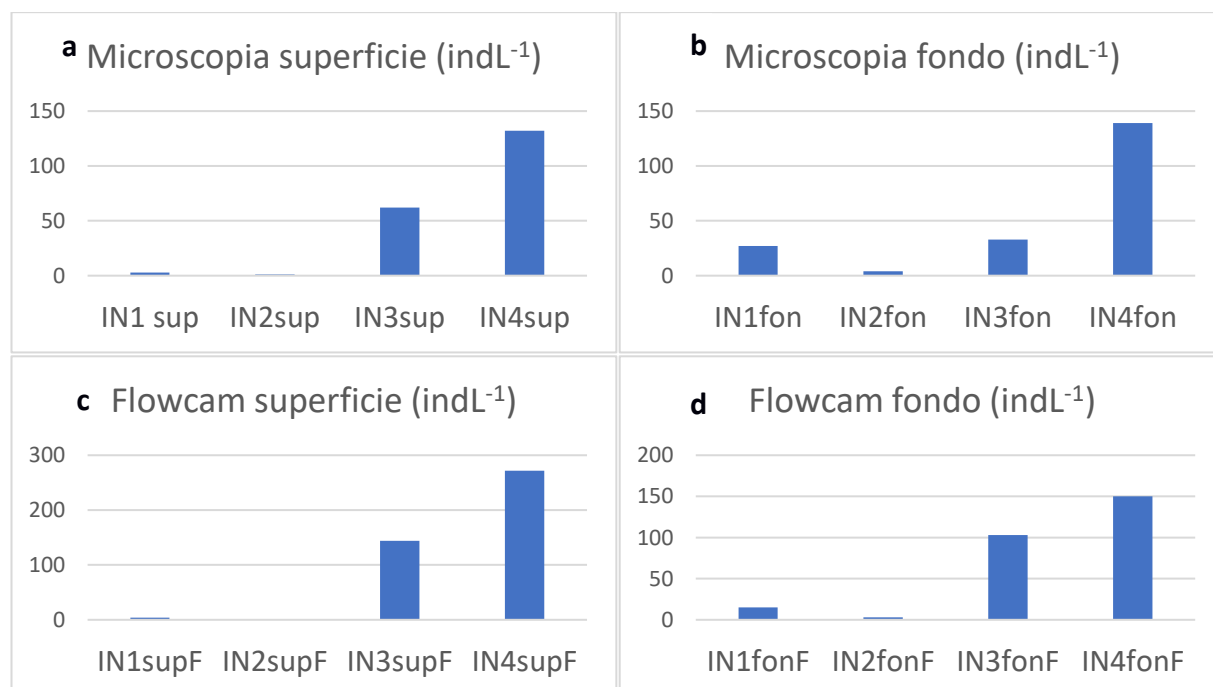 a Microscopia superficie (indL⁻¹)
150
100
50
0
IN1 sup IN2sup IN3sup IN4sup
b Microscopia fondo (indL⁻¹)
150
100
50
0
IN1fon IN2fon IN3fon IN4fon
c Flowcam superficie (indL⁻¹)
300
200
100
0
IN1supF IN2supF IN3supF IN4supF
d Flowcam fondo (indL⁻¹)
200
150
100
50
0
IN1fonF IN2fonF IN3fonF IN4fonF